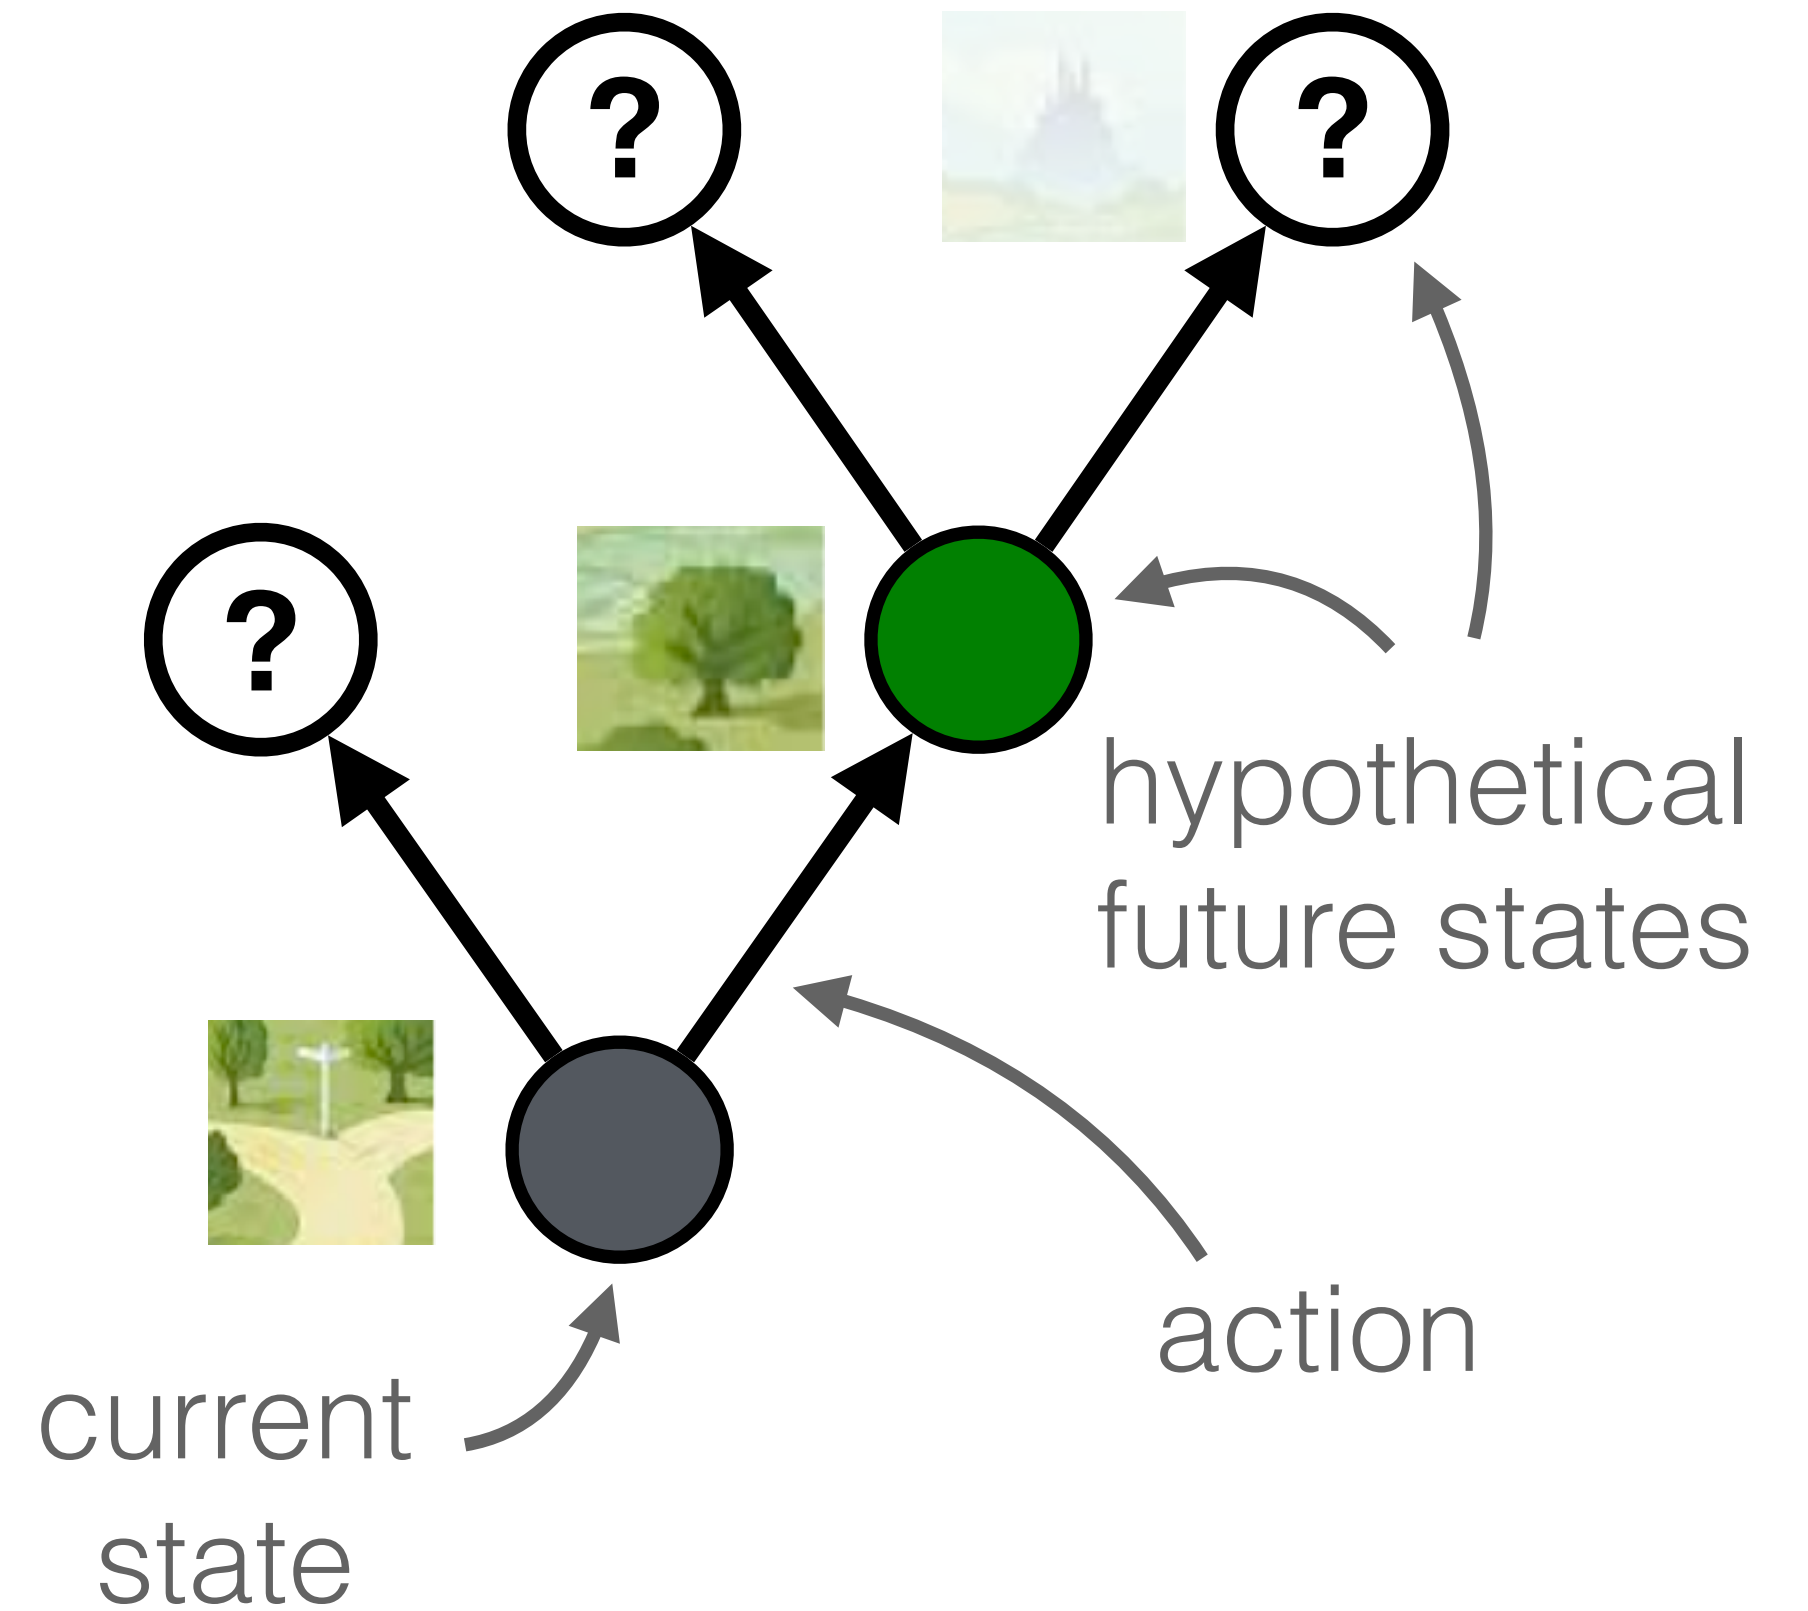 ?
?
?
hypothetical
future states
action
current
state